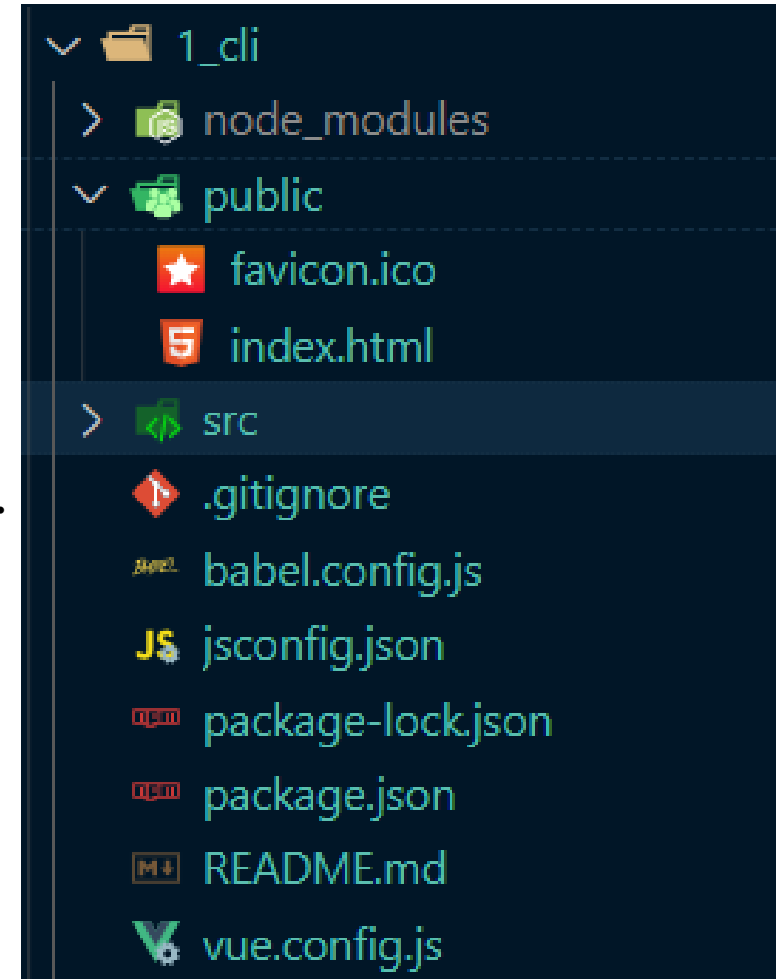 1_cli
node_modules
public
favicon.ico
index.html
src
.gitignore
babel.config.js
jsconfig.json
package-lock.json
package.json
README.md
vue.config.js